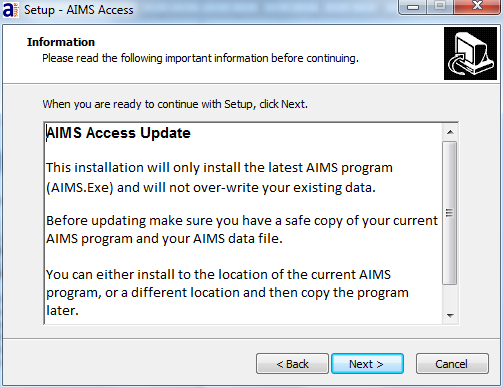 Setup - AIMS Access
Information
Please read the following important information before continuing.
When you are ready to continue with Setup, click Next.
AIMS Access Update
This installation will only install the latest AIMS program
(AIMS.Exe) and will not over-write your existing data.
Before updating make sure you have a safe copy of your current
AIMS program and your AIMS data file.
You can either install to the location of the current AIMS
program, or a different location and then copy the program
later.
< Back
Next >
Cancel